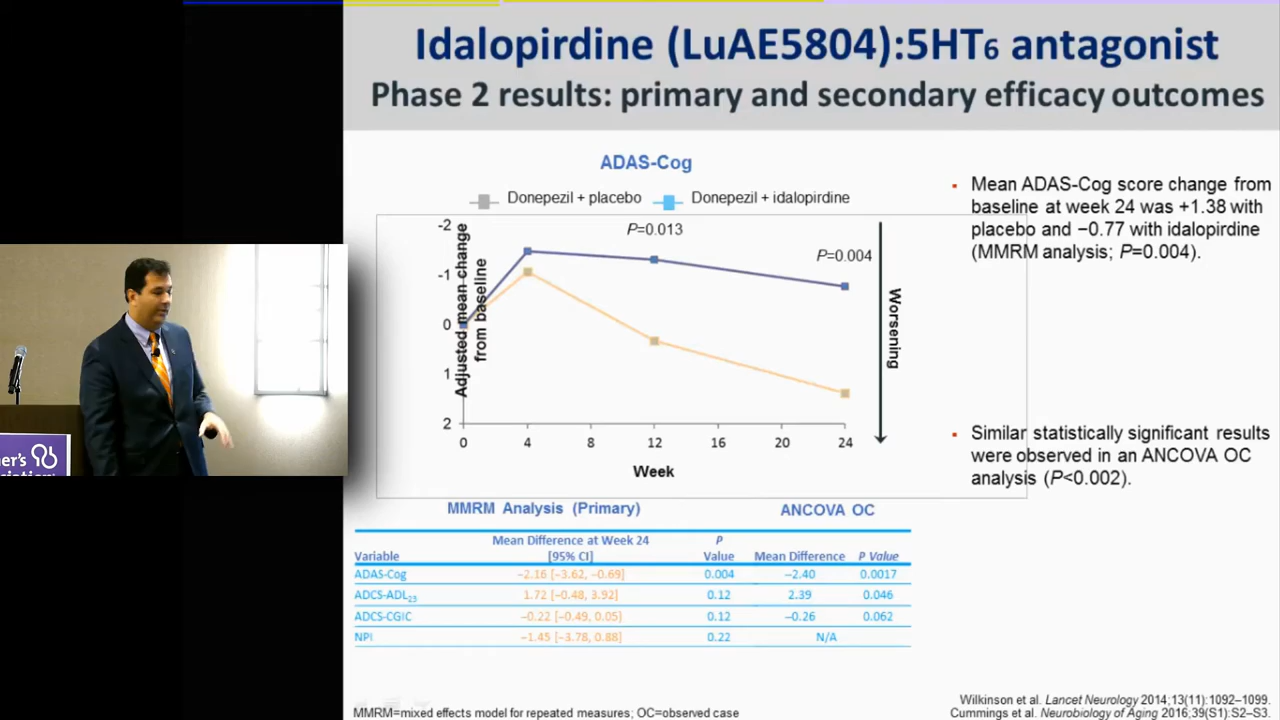 Idalopirdine (LuAE5804):5HT6 antagonist
Phase 2 results: primary and secondary efficacy outcomes
ADAS-Cog
Donepezil + placebo Donepezil + idalopirdine
Adjusted mean change
from baseline
-2
-1
0
1
2
P=0.013
P=0.004
Worsening
0 4 8 12 16 20 24
Week
▪ Mean ADAS-Cog score change from
baseline at week 24 was +1.38 with
placebo and −0.77 with idalopirdine
(MMRM analysis; P=0.004).
▪ Similar statistically significant results
were observed in an ANCOVA OC
analysis (P<0.002).
MMRM Analysis (Primary) ANCOVA OC
Variable Mean Difference at Week 24 [95% CI] P Value Mean Difference P Value
ADAS-Cog −2.16 [−3.62, −0.69] 0.004 −2.40 0.0017
ADCS-ADL23 1.72 [−0.48, 3.92] 0.12 2.39 0.046
ADCS-CGIC −0.22 [−0.49, 0.05] 0.12 −0.26 0.062
NPI −1.45 [−3.78, 0.88] 0.22 N/A
MMRM=mixed effects model for repeated measures; OC=observed case
Wilkinson et al. Lancet Neurology 2014;13(11):1092–1099.
Cummings et al. Neurobiology of Aging 2016;39(S1):S2–S3.
ner's